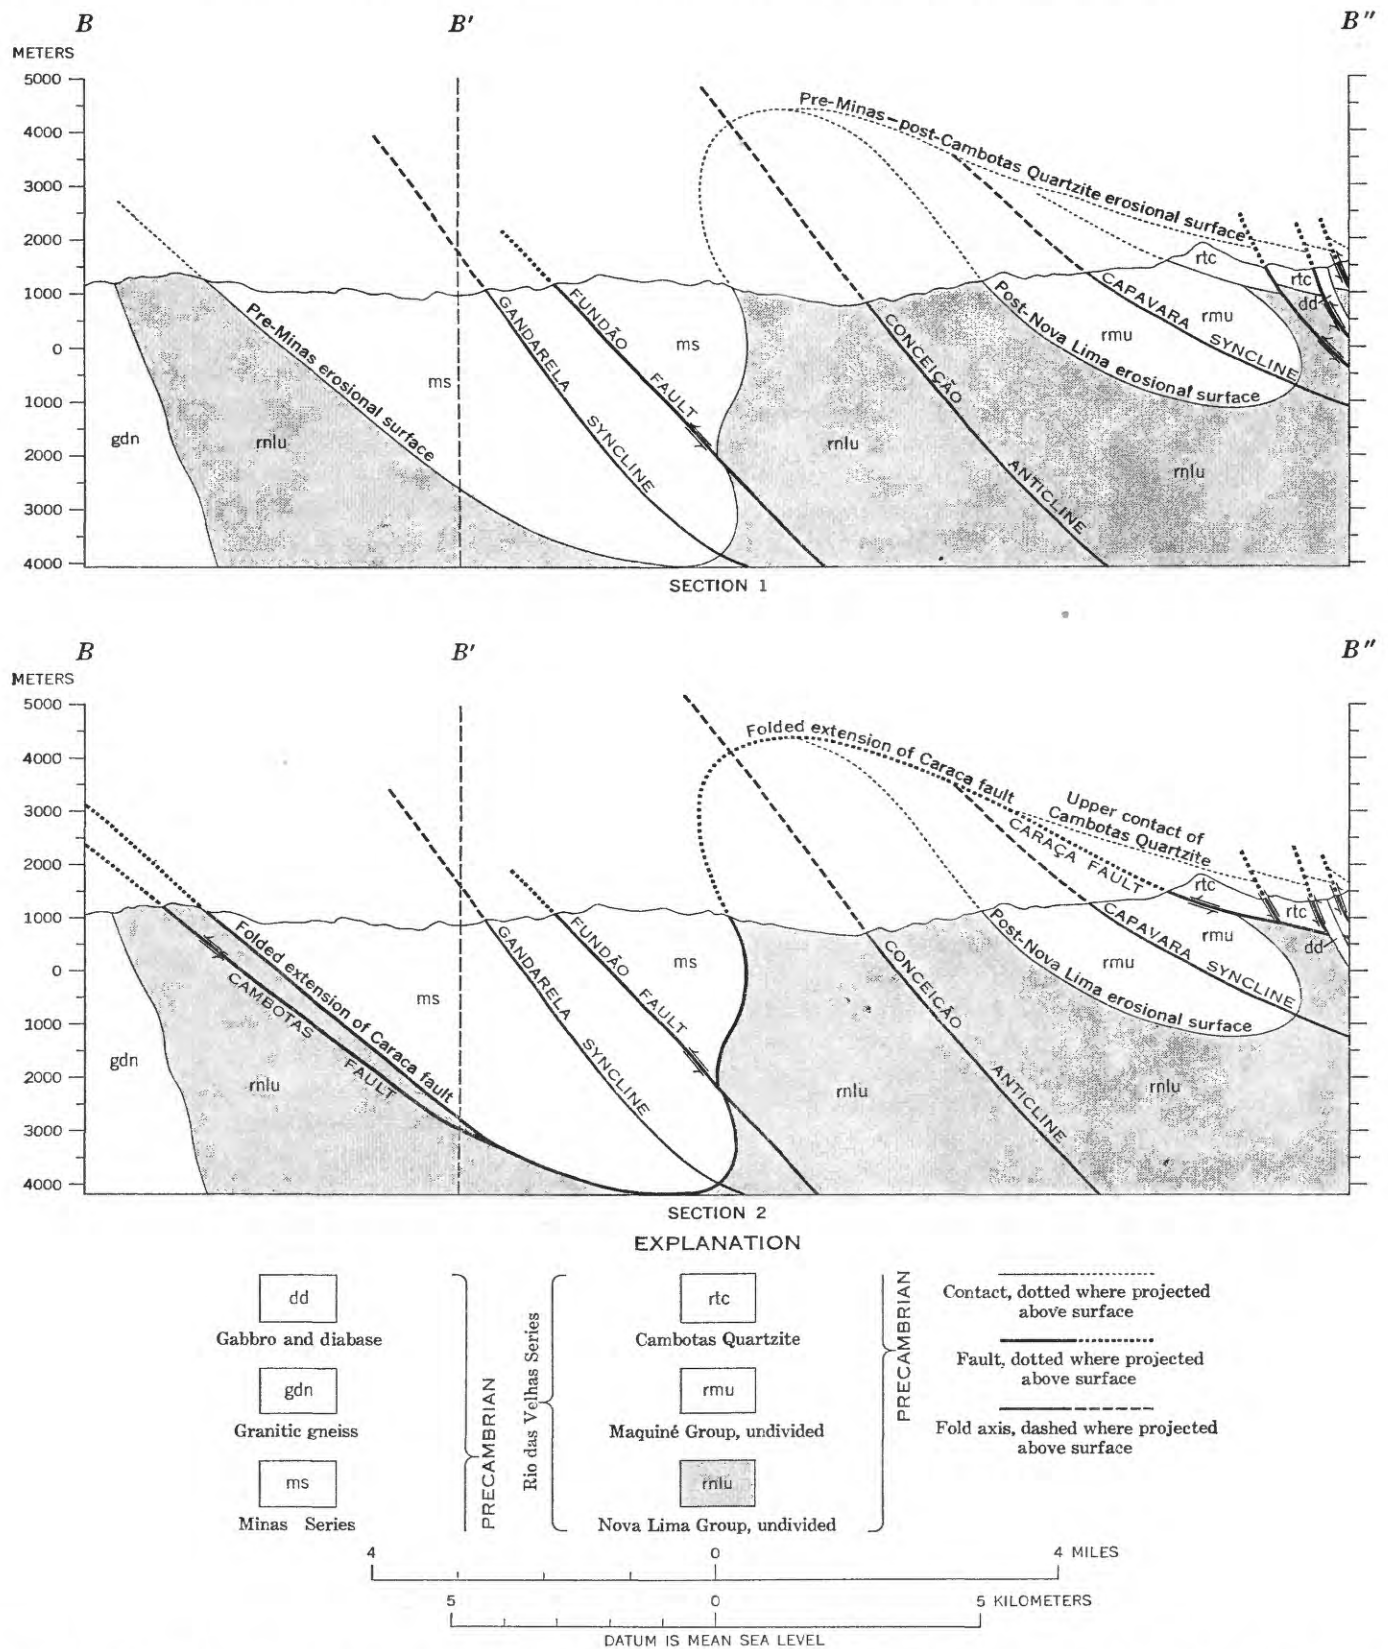 B B′ B″
METERS
5000
4000
3000
2000
1000
0
1000
2000
3000
4000
Pre-Minas–post-Cambotas Quartzite erosional surface
rtc
rtc
dd
Pre-Minas erosional surface
GANDARELA SYNCLINE
FUNDÃO FAULT
ms
ms
CONCEIÇÃO ANTICLINE
Post-Nova Lima erosional surface
CAPAVARA SYNCLINE
rmu
gdn
rnlu
rnlu
rnlu
SECTION 1
B B′ B″
METERS
5000
4000
3000
2000
1000
0
1000
2000
3000
4000
Folded extension of Caraca fault
Upper contact of
Cambotas Quartzite
CARAÇA FAULT
rtc
rtc
dd
Folded extension of Caraca fault
CAMBOTAS FAULT
GANDARELA SYNCLINE
FUNDÃO FAULT
ms
ms
CONCEIÇÃO ANTICLINE
Post-Nova Lima erosional surface
CAPAVARA SYNCLINE
rmu
rmu
gdn
rnlu
rnlu
rnlu
SECTION 2
EXPLANATION
dd
Gabbro and diabase
gdn
Granitic gneiss
ms
Minas Series
PRECAMBRIAN
Rio das Velhas Series
rtc
Cambotas Quartzite
rmu
Maquiné Group, undivided
rnlu
Nova Lima Group, undivided
PRECAMBRIAN
Contact, dotted where projected
above surface
Fault, dotted where projected
above surface
Fold axis, dashed where projected
above surface
4 0 4 MILES
5 0 5 KILOMETERS
DATUM IS MEAN SEA LEVEL